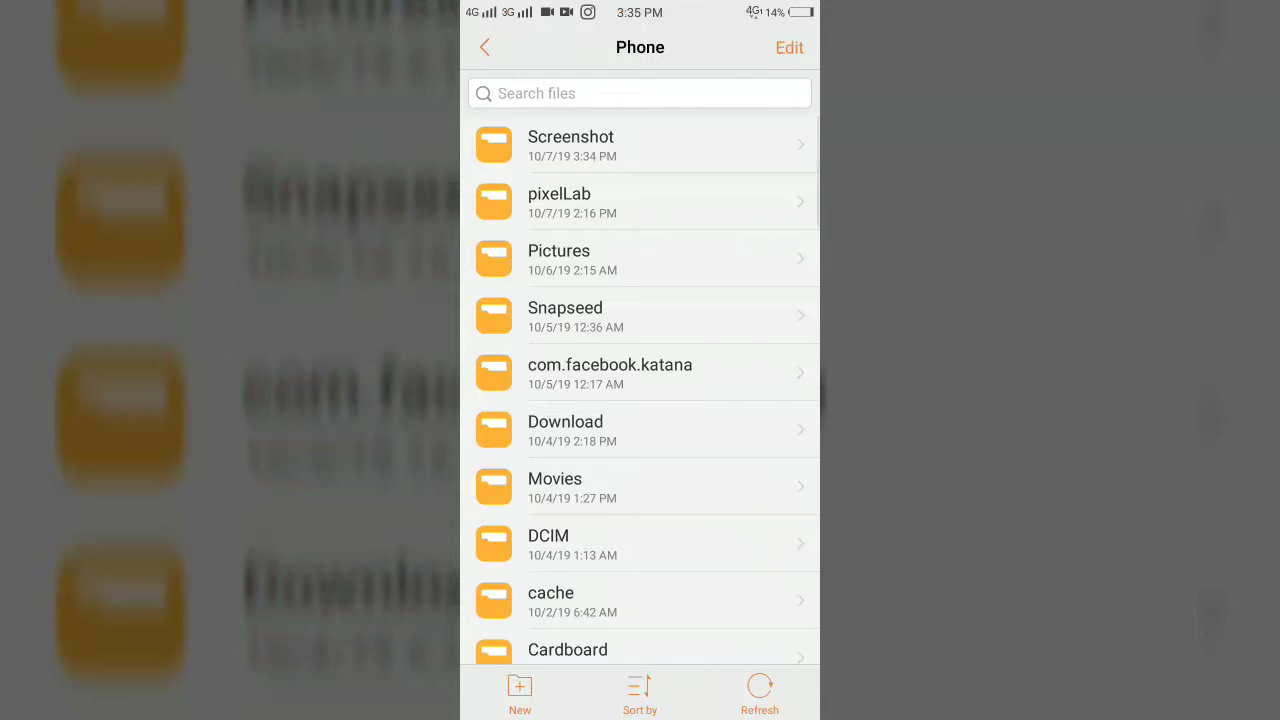 4G 3G 3:35 PM 4G 14%
Phone
Edit
Search files
Screenshot
10/7/19 3:34 PM
pixelLab
10/7/19 2:16 PM
Pictures
10/6/19 2:15 AM
Snapseed
10/5/19 12:36 AM
com.facebook.katana
10/5/19 12:17 AM
Download
10/4/19 2:18 PM
Movies
10/4/19 1:27 PM
DCIM
10/4/19 1:13 AM
cache
10/2/19 6:42 AM
Cardboard
New
Sort by
Refresh